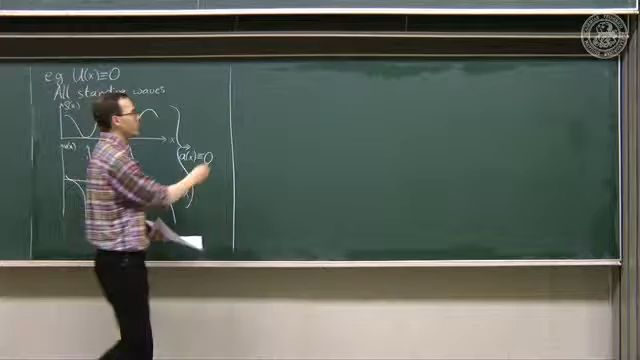 e.g. U(x)≡0
All standing waves
ρ(x)
x
u(x)
a(x)≡0